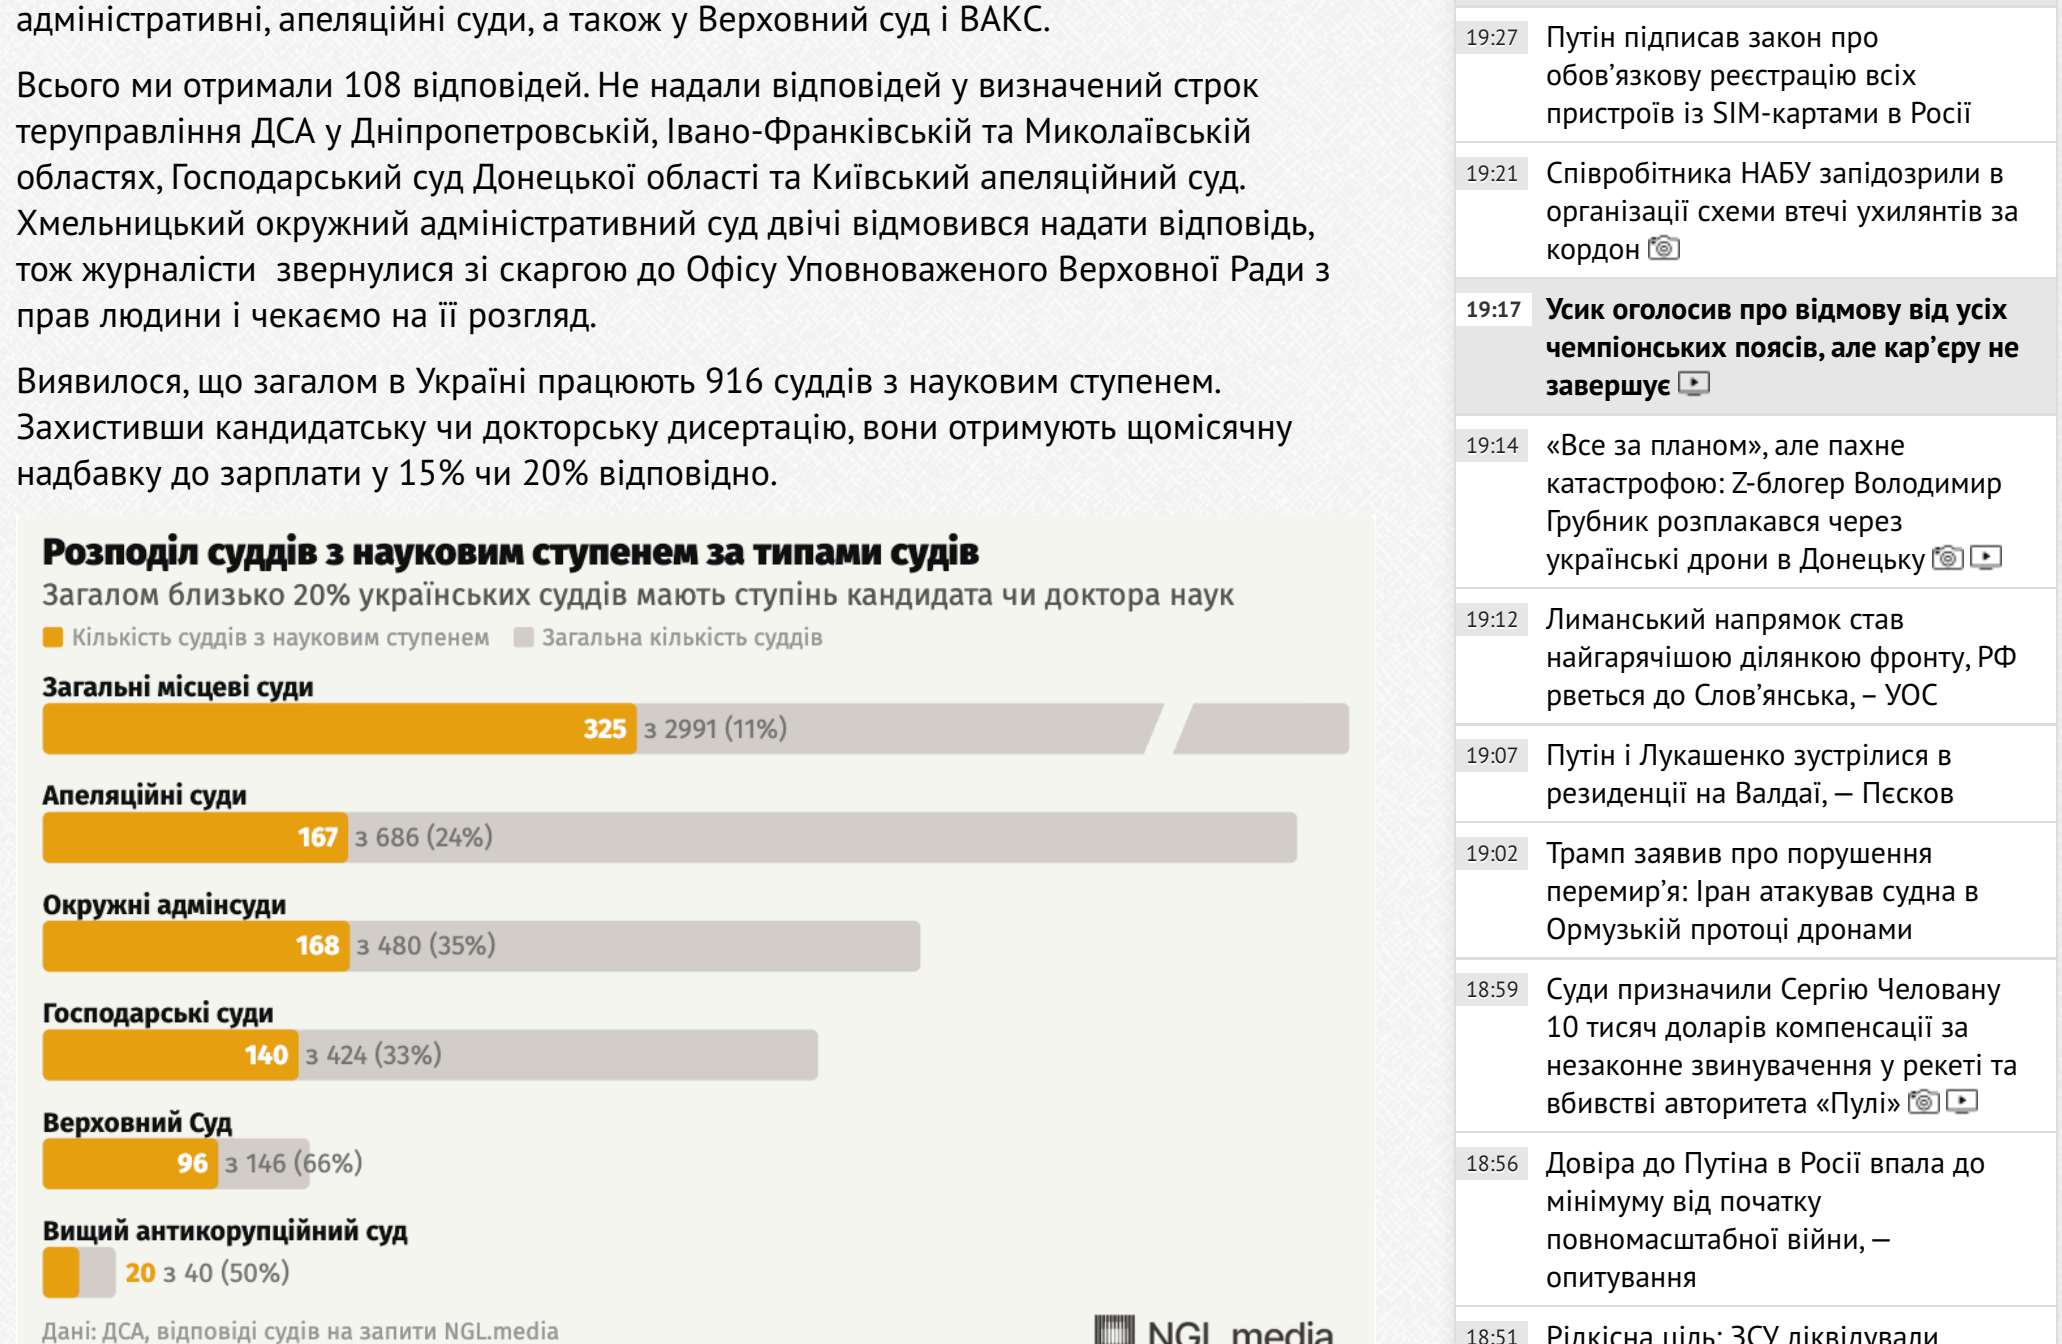 адміністративні, апеляційні суди, а також у Верховний суд і ВАКС.
Всього ми отримали 108 відповідей. Не надали відповідей у визначений строк
теруправління ДСА у Дніпропетровській, Івано-Франківській та Миколаївській
областях, Господарський суд Донецької області та Київський апеляційний суд.
Хмельницький окружний адміністративний суд двічі відмовився надати відповідь,
тож журналісти  звернулися зі скаргою до Офісу Уповноваженого Верховної Ради з
прав людини і чекаємо на її розгляд.
Виявилося, що загалом в Україні працюють 916 суддів з науковим ступенем.
Захистивши кандидатську чи докторську дисертацію, вони отримують щомісячну
надбавку до зарплати у 15% чи 20% відповідно.
Розподіл суддів з науковим ступенем за типами судів
Загалом близько 20% українських суддів мають ступінь кандидата чи доктора наук
Кількість суддів з науковим ступенем Загальна кількість суддів
Загальні місцеві суди
325 з 2991 (11%)
Апеляційні суди
167 з 686 (24%)
Окружні адмінсуди
168 з 480 (35%)
Господарські суди
140 з 424 (33%)
Верховний Суд
96 з 146 (66%)
Вищий антикорупційний суд
20 з 40 (50%)
Дані: ДСА, відповіді судів на запити NGL.media
NGL.media
19:27 Путін підписав закон про
обов’язкову реєстрацію всіх
пристроїв із SIM-картами в Росії
19:21 Співробітника НАБУ запідозрили в
організації схеми втечі ухилянтів за
кордон
19:17 Усик оголосив про відмову від усіх
чемпіонських поясів, але кар’єру не
завершує
19:14 «Все за планом», але пахне
катастрофою: Z-блогер Володимир
Грубник розплакався через
українські дрони в Донецьку
19:12 Лиманський напрямок став
найгарячішою ділянкою фронту, РФ
рветься до Слов’янська, – УОС
19:07 Путін і Лукашенко зустрілися в
резиденції на Валдаї, — Пєсков
19:02 Трамп заявив про порушення
перемир’я: Іран атакував судна в
Ормузькій протоці дронами
18:59 Суди призначили Сергію Человану
10 тисяч доларів компенсації за
незаконне звинувачення у рекеті та
вбивстві авторитета «Пулі»
18:56 Довіра до Путіна в Росії впала до
мінімуму від початку
повномасштабної війни, —
опитування
18:51 Рідкісна ціль: ЗСУ ліквідували